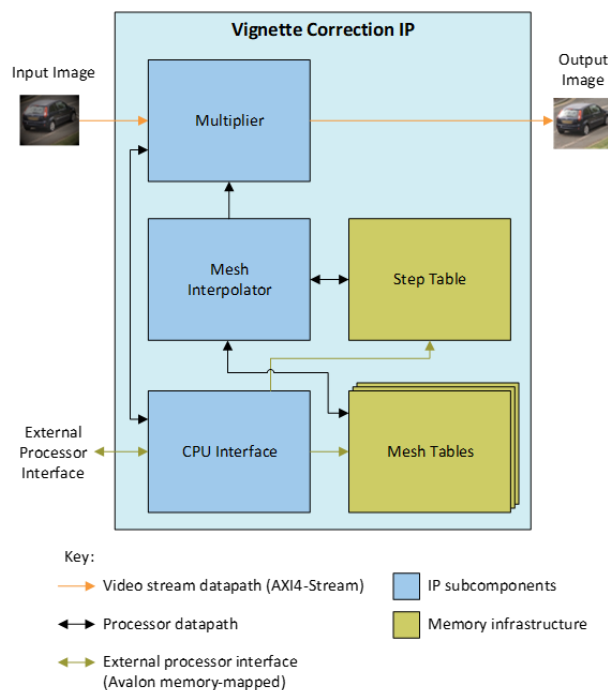 Vignette Correction IP
Input Image
Output
Image
Multiplier
Mesh
Interpolator
Step Table
External
Processor
Interface
CPU Interface
Mesh Tables
Key:
Video stream datapath (AXI4-Stream)
IP subcomponents
Processor datapath
Memory infrastructure
External processor interface
(Avalon memory-mapped)